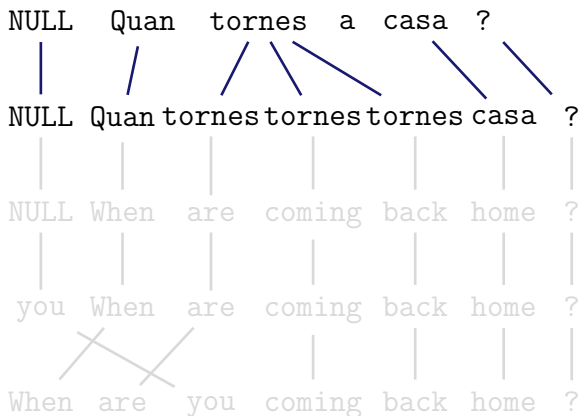 NULL Quan tornes a casa ?
NULL Quan tornes tornes tornes casa ?
NULL When are coming back home ?
you When are coming back home ?
When are you coming back home ?